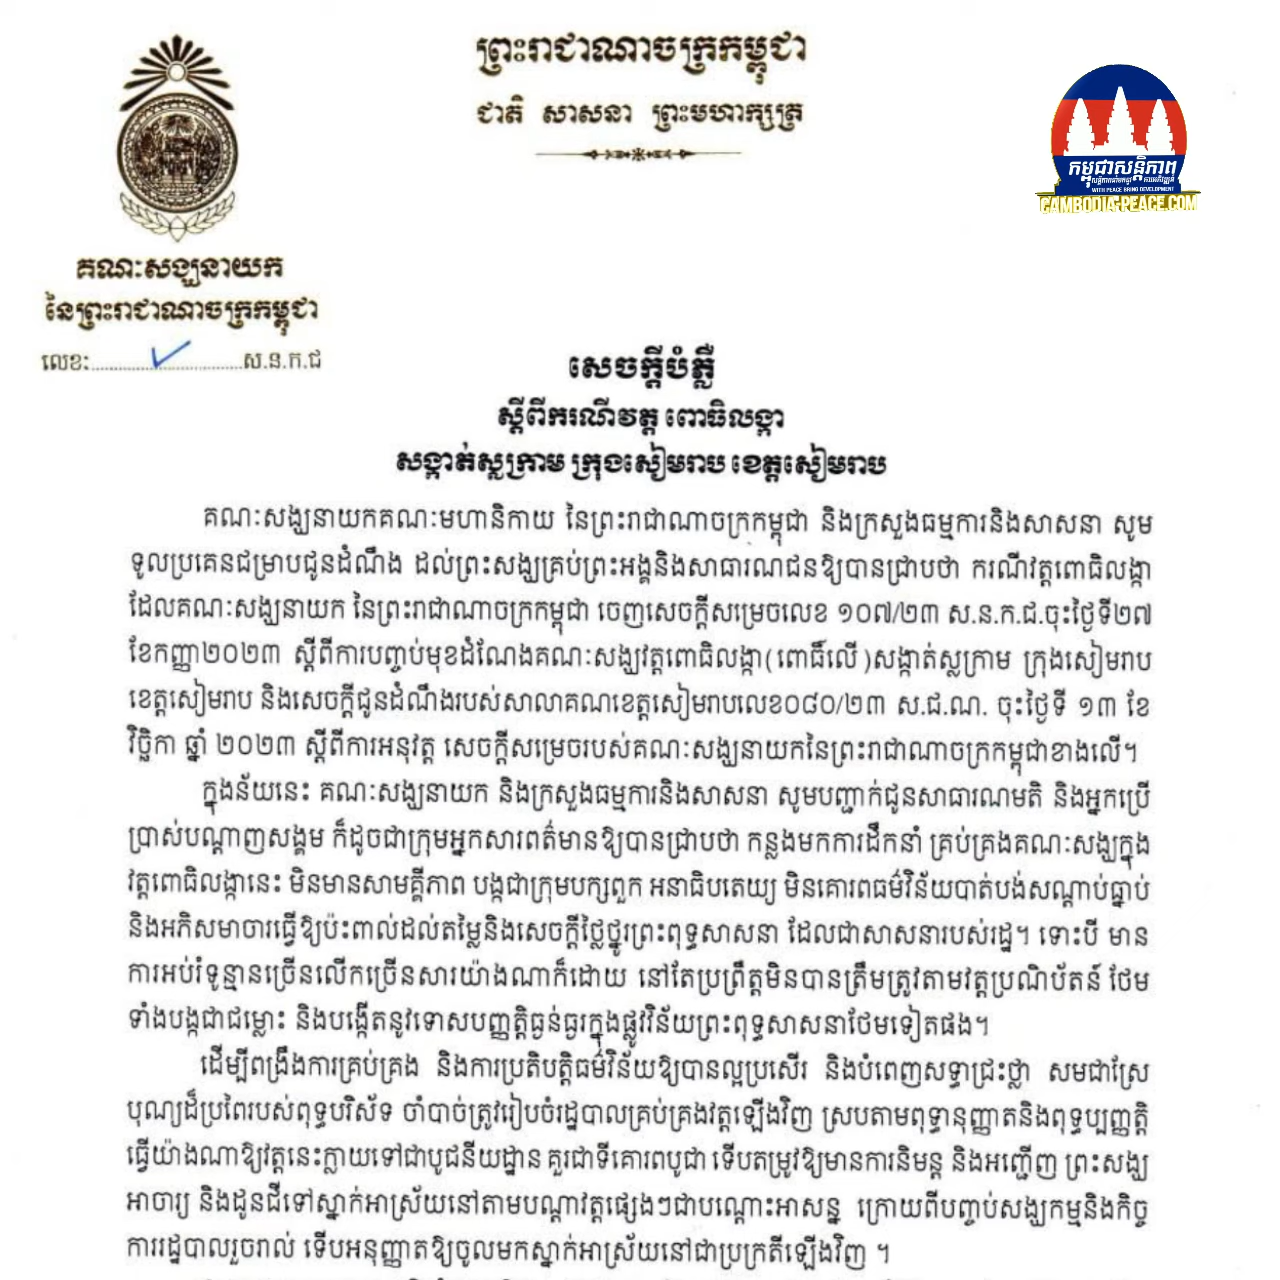 ព្រះរាជាណាចក្រកម្ពុជា
ជាតិ សាសនា ព្រះមហាក្សត្រ
កម្ពុជាសន្តិភាព
WITH PEACE BRING DEVELOPMENT
CAMBODIA-PEACE.COM
គណៈសង្ឃនាយក
នៃព្រះរាជាណាចក្រកម្ពុជា
លេខៈ..............................ស.ន.ក.ជ
សេចក្តីបំភ្លឺ
ស្តីពីករណីវត្ត ពោធិលង្កា
សង្កាត់ស្លក្រាម ក្រុងសៀមរាប ខេត្តសៀមរាប
គណៈសង្ឃនាយកគណៈមហានិកាយ នៃព្រះរាជាណាចក្រកម្ពុជា និងក្រសួងធម្មការនិងសាសនា សូម
ទូលប្រគេនជម្រាបជូនដំណឹង ដល់ព្រះសង្ឃគ្រប់ព្រះអង្គនិងសាធារណជនឱ្យបានជ្រាបថា ករណីវត្តពោធិលង្កា
ដែលគណៈសង្ឃនាយក នៃព្រះរាជាណាចក្រកម្ពុជា ចេញសេចក្តីសម្រេចលេខ ១០៧/២៣ ស.ន.ក.ជ.ចុះថ្ងៃទី២៧
ខែកញ្ញា២០២៣ ស្តីពីការបញ្ចប់មុខដំណែងគណៈសង្ឃវត្តពោធិលង្កា(ពោធិ៍លើ)សង្កាត់ស្លក្រាម ក្រុងសៀមរាប
ខេត្តសៀមរាប និងសេចក្តីជូនដំណឹងរបស់សាលាគណខេត្តសៀមរាបលេខ០៨០/២៣ ស.ជ.ណ. ចុះថ្ងៃទី ១៣ ខែ
វិច្ឆិកា ឆ្នាំ ២០២៣ ស្តីពីការអនុវត្ត សេចក្តីសម្រេចរបស់គណៈសង្ឃនាយកនៃព្រះរាជាណាចក្រកម្ពុជាខាងលើ។
ក្នុងន័យនេះ គណៈសង្ឃនាយក និងក្រសួងធម្មការនិងសាសនា សូមបញ្ជាក់ជូនសាធារណមតិ និងអ្នកប្រើ
ប្រាស់បណ្តាញសង្គម ក៏ដូចជាក្រុមអ្នកសារពត៌មានឱ្យបានជ្រាបថា កន្លងមកការដឹកនាំ គ្រប់គ្រងគណៈសង្ឃក្នុង
វត្តពោធិលង្កានេះ មិនមានសាមគ្គីភាព បង្កជាក្រុមបក្សពួក អនាធិបតេយ្យ មិនគោរពធម៌វិន័យបាត់បង់សណ្តាប់ធ្នាប់
និងអភិសមាចារធ្វើឱ្យប៉ះពាល់ដល់តម្លៃនិងសេចក្តីថ្លៃថ្នូរព្រះពុទ្ធសាសនា ដែលជាសាសនារបស់រដ្ឋ។ ទោះបី មាន
ការអប់រំទូន្មានច្រើនលើកច្រើនសារយ៉ាងណាក៏ដោយ នៅតែប្រព្រឹត្តមិនបានត្រឹមត្រូវតាមវត្តប្រណិប័តន៍ ថែម
ទាំងបង្កជាជម្លោះ និងបង្កើតនូវទោសបញ្ញត្តិធ្ងន់ធ្ងរក្នុងផ្លូវវិន័យព្រះពុទ្ធសាសនាថែមទៀតផង។
ដើម្បីពង្រឹងការគ្រប់គ្រង និងការប្រតិបត្តិធម៌វិន័យឱ្យបានល្អប្រសើរ និងបំពេញសទ្ធាជ្រះថ្លា សមជាស្រែ
បុណ្យដ៏ប្រពៃរបស់ពុទ្ធបរិស័ទ ចាំបាច់ត្រូវរៀបចំរដ្ឋបាលគ្រប់គ្រងវត្តឡើងវិញ ស្របតាមពុទ្ធានុញ្ញាតនិងពុទ្ធប្បញ្ញត្តិ
ធ្វើយ៉ាងណាឱ្យវត្តនេះក្លាយទៅជាបូជនីយដ្ឋាន គួរជាទីគោរពបូជា ទើបតម្រូវឱ្យមានការនិមន្ត និងអញ្ជើញ ព្រះសង្ឃ
អាចារ្យ និងដូនជីទៅស្នាក់អាស្រ័យនៅតាមបណ្តាវត្តផ្សេងៗជាបណ្តោះអាសន្ន ក្រោយពីបញ្ចប់សង្ឃកម្មនិងកិច្ច
ការរដ្ឋបាលរួចរាល់ ទើបអនុញ្ញាតឱ្យចូលមកស្នាក់អាស្រ័យនៅជាប្រក្រតីឡើងវិញ ។